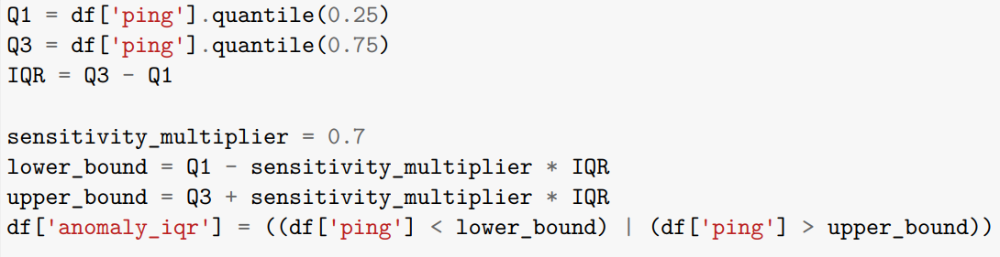 Q1 = df['ping'].quantile(0.25)
Q3 = df['ping'].quantile(0.75)
IQR = Q3 - Q1
sensitivity_multiplier = 0.7
lower_bound = Q1 - sensitivity_multiplier * IQR
upper_bound = Q3 + sensitivity_multiplier * IQR
df['anomaly_iqr'] = ((df['ping'] < lower_bound) | (df['ping'] > upper_bound))